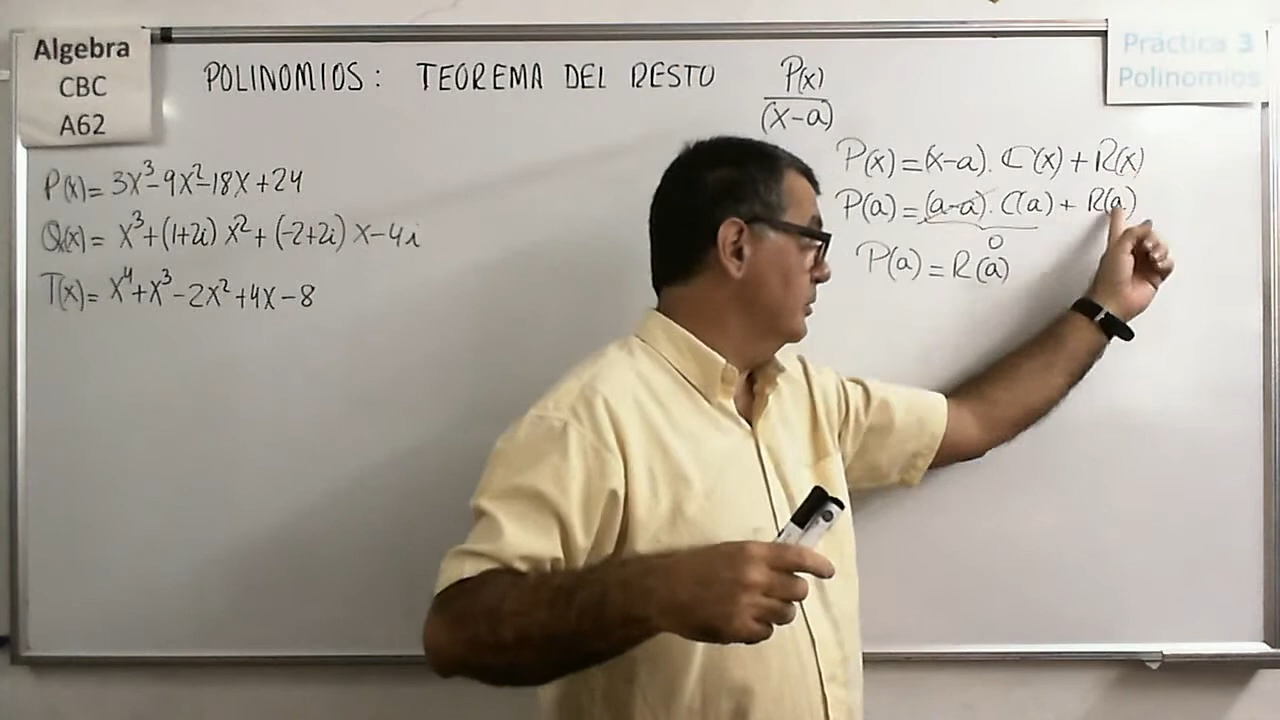 Algebra
CBC
A62
POLINOMIOS: TEOREMA DEL RESTO
P(x)
(x-a)
Práctica 3
Polinomios
P(x) = 3x³-9x²-18x+24
Q(x) = x³+(1+2i) x²+(-2+2i) x-4i
T(x) = x⁴+x³-2x²+4x-8
P(x) = (x-a). C(x) + R(x)
P(a) = (a-a). C(a) + R(a)
0
P(a) = R(a)